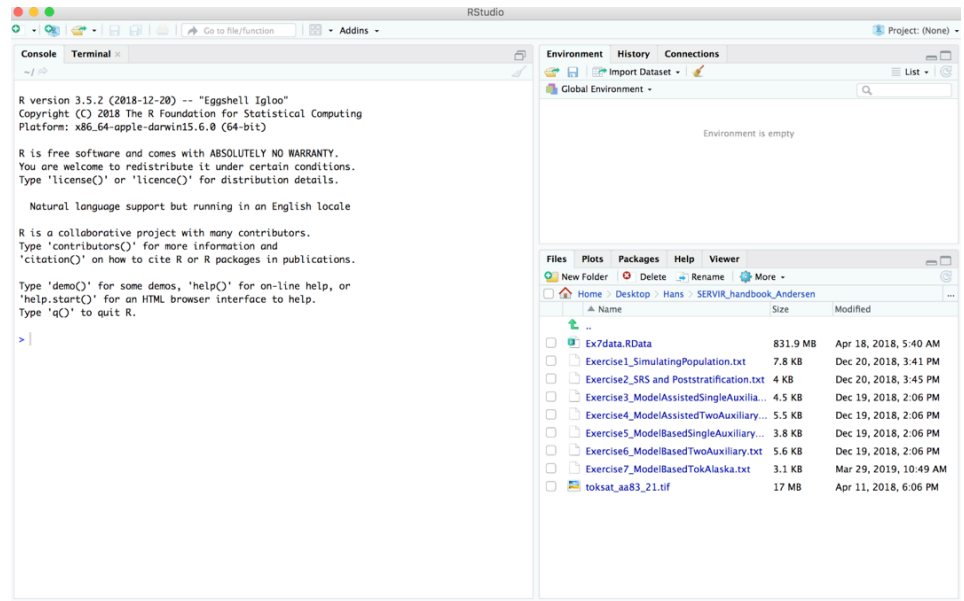 RStudio
Go to file/function
Addins
Project: (None)
Console Terminal
~/
R version 3.5.2 (2018-12-20) -- "Eggshell Igloo"
Copyright (C) 2018 The R Foundation for Statistical Computing
Platform: x86_64-apple-darwin15.6.0 (64-bit)
R is free software and comes with ABSOLUTELY NO WARRANTY.
You are welcome to redistribute it under certain conditions.
Type 'license()' or 'licence()' for distribution details.
Natural language support but running in an English locale
R is a collaborative project with many contributors.
Type 'contributors()' for more information and
'citation()' on how to cite R or R packages in publications.
Type 'demo()' for some demos, 'help()' for on-line help, or
'help.start()' for an HTML browser interface to help.
Type 'q()' to quit R.
>
Environment History Connections
Import Dataset List
Global Environment
Environment is empty
Files Plots Packages Help Viewer
New Folder Delete Rename More
Home Desktop Hans SERVIR_handbook_Andersen ...
Name Size Modified
..
Ex7data.RData 831.9 MB Apr 18, 2018, 5:40 AM
Exercise1_SimulatingPopulation.txt 7.8 KB Dec 20, 2018, 3:41 PM
Exercise2_SRS and Poststratification.txt 4 KB Dec 20, 2018, 3:45 PM
Exercise3_ModelAssistedSingleAuxilia... 4.5 KB Dec 19, 2018, 2:06 PM
Exercise4_ModelAssistedTwoAuxiliary... 5.5 KB Dec 19, 2018, 2:06 PM
Exercise5_ModelBasedSingleAuxiliary... 3.8 KB Dec 19, 2018, 2:06 PM
Exercise6_ModelBasedTwoAuxiliary.txt 5.6 KB Dec 19, 2018, 2:06 PM
Exercise7_ModelBasedTokAlaska.txt 3.1 KB Mar 29, 2019, 10:49 AM
toksat_aa83_21.tif 17 MB Apr 11, 2018, 6:06 PM